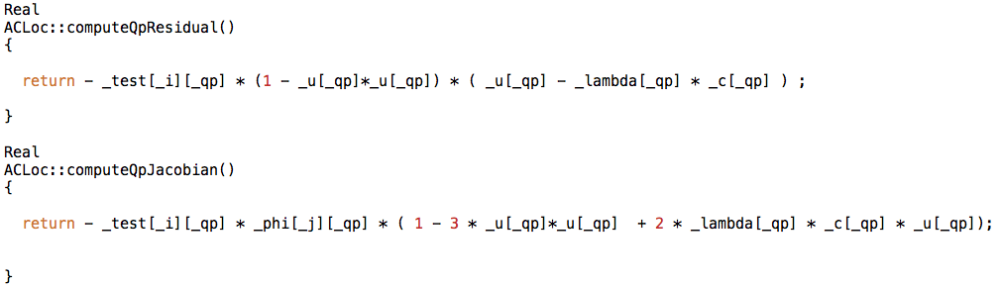 Real
ACLoc::computeQpResidual()
{
return - _test[_i][_qp] * (1 - _u[_qp]*_u[_qp]) * ( _u[_qp] - _lambda[_qp] * _c[_qp] ) ;
}
Real
ACLoc::computeQpJacobian()
{
return - _test[_i][_qp] * _phi[_j][_qp] * ( 1 - 3 * _u[_qp]*_u[_qp]  + 2 * _lambda[_qp] * _c[_qp] * _u[_qp]);
}